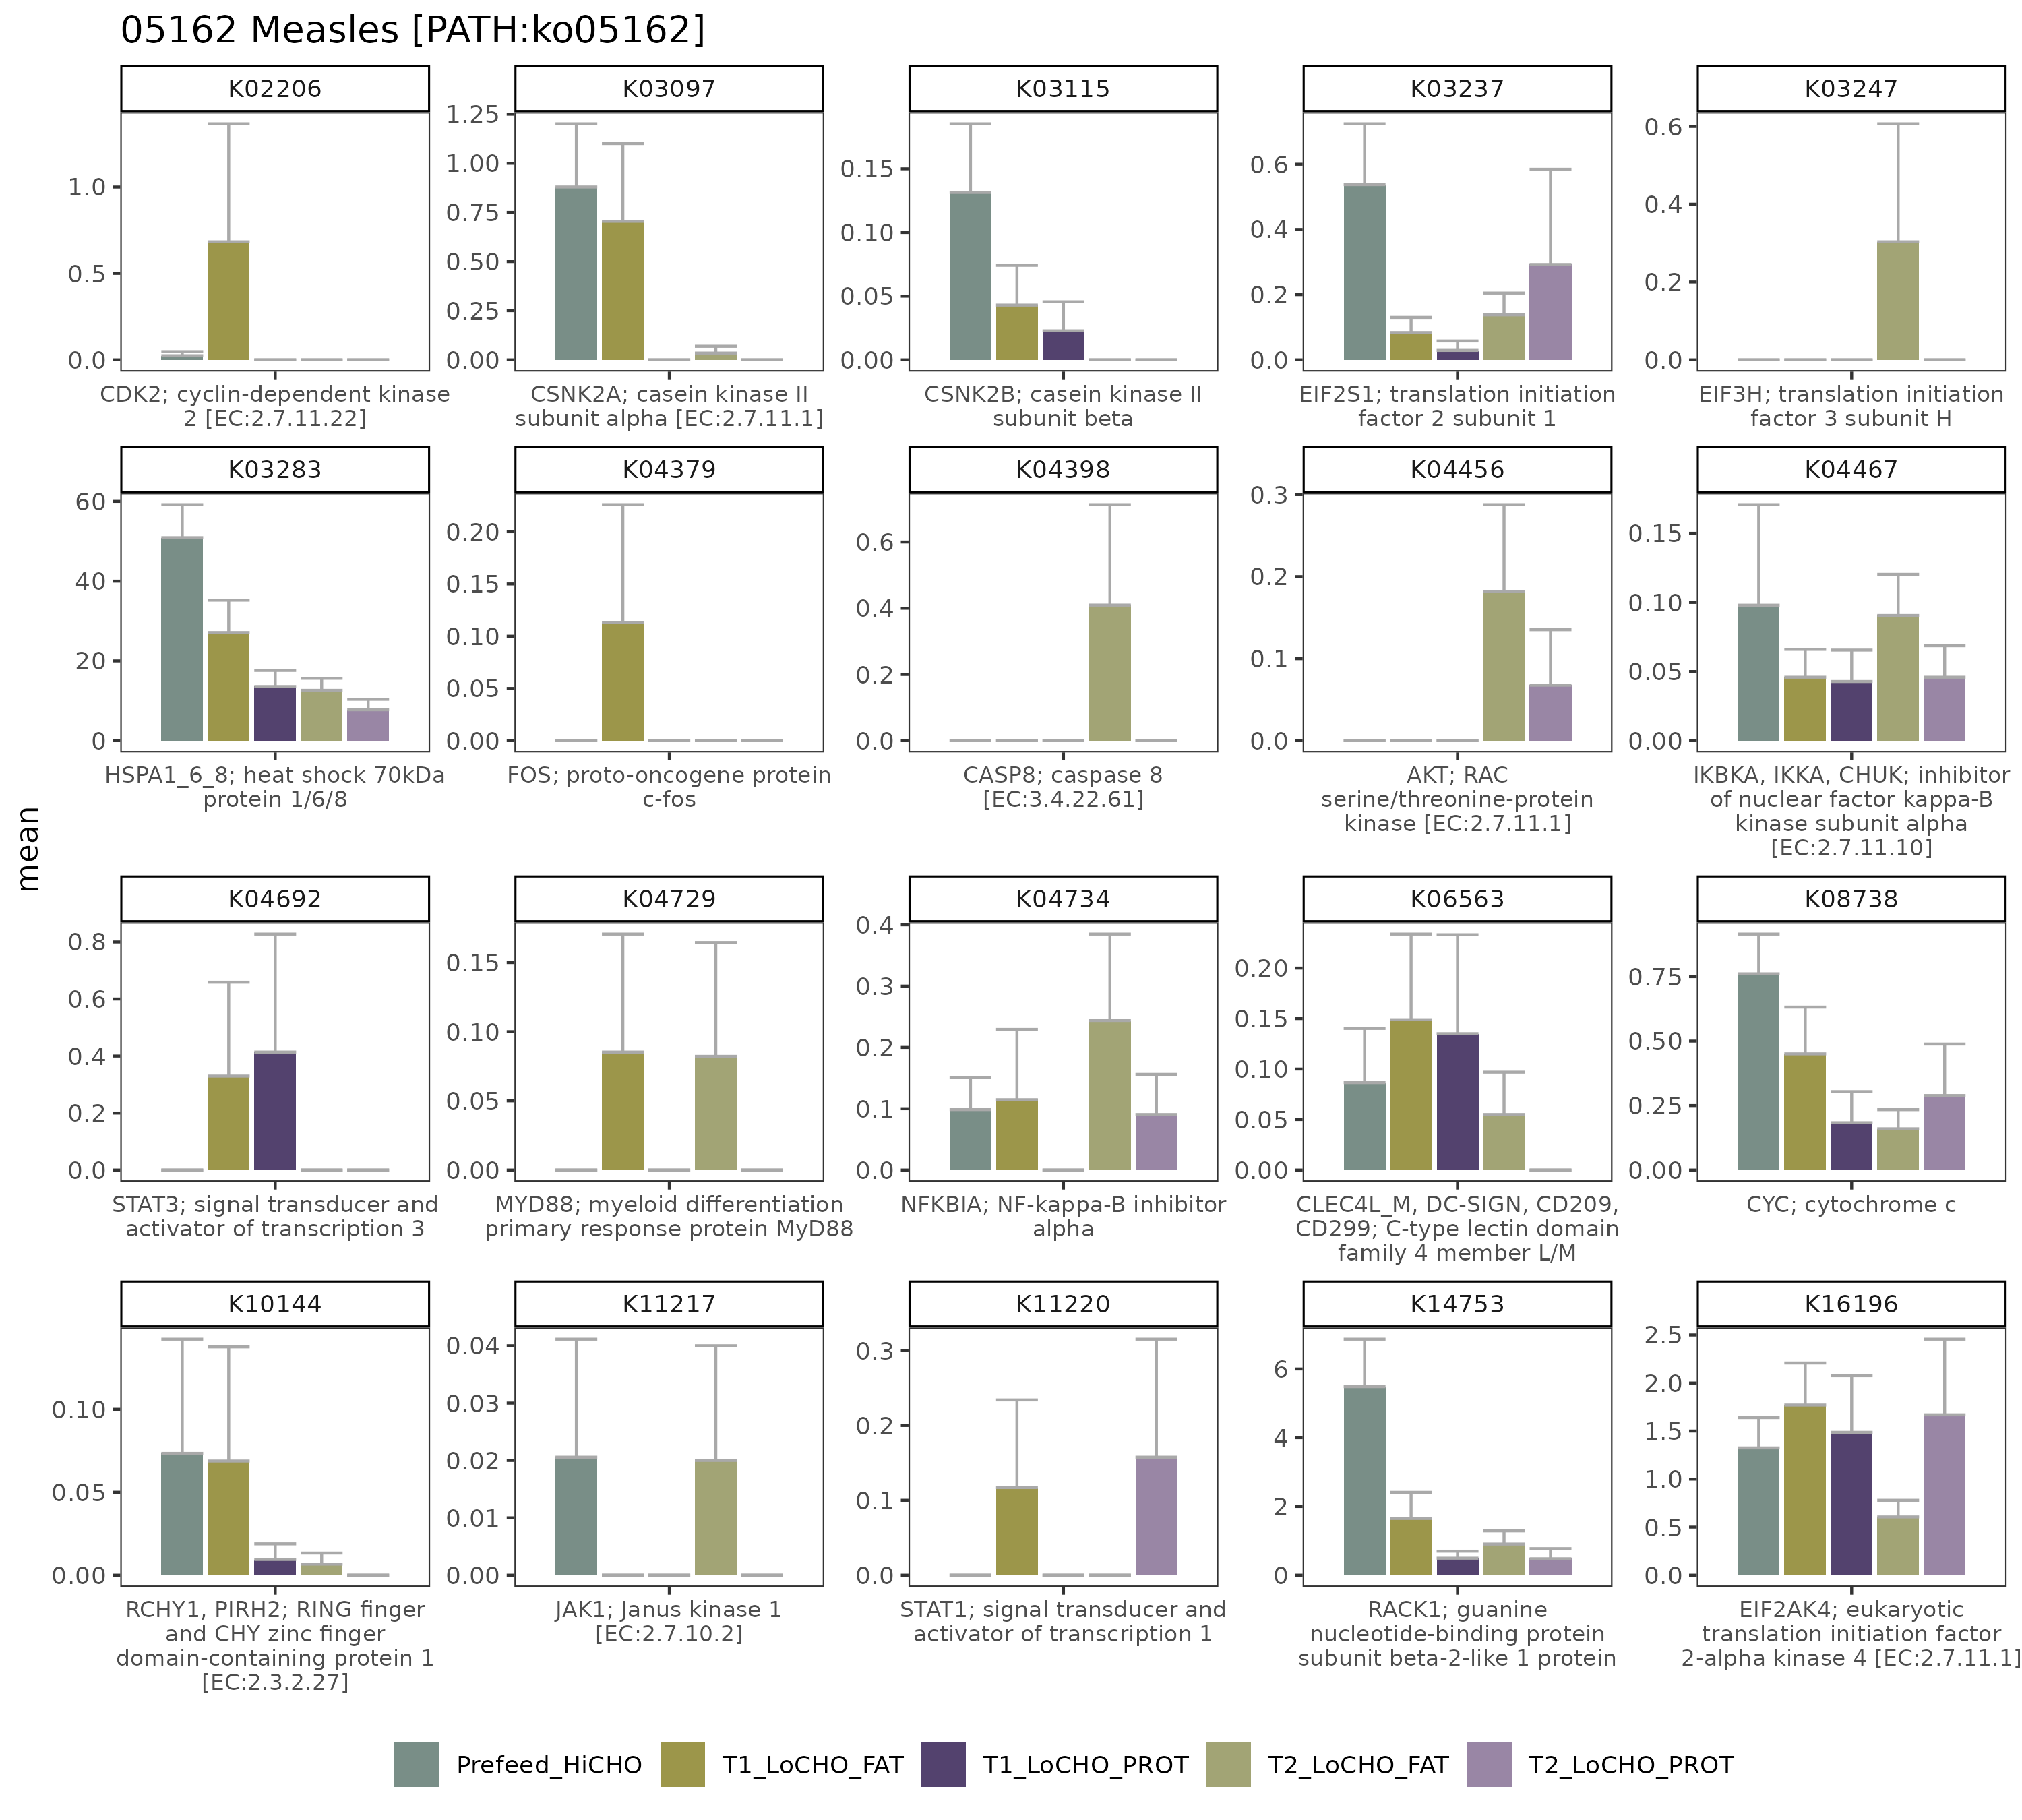 05162 Measles [PATH:ko05162]
mean
K02206
K03097
K03115
K03237
K03247
1.0
0.5
0.0
1.25
1.00
0.75
0.50
0.25
0.00
0.15
0.10
0.05
0.00
0.6
0.4
0.2
0.0
0.6
0.4
0.2
0.0
CDK2; cyclin-dependent kinase
2 [EC:2.7.11.22]
CSNK2A; casein kinase II
subunit alpha [EC:2.7.11.1]
CSNK2B; casein kinase II
subunit beta
EIF2S1; translation initiation
factor 2 subunit 1
EIF3H; translation initiation
factor 3 subunit H
K03283
K04379
K04398
K04456
K04467
60
40
20
0
0.20
0.15
0.10
0.05
0.00
0.6
0.4
0.2
0.0
0.3
0.2
0.1
0.0
0.15
0.10
0.05
0.00
HSPA1_6_8; heat shock 70kDa
protein 1/6/8
FOS; proto-oncogene protein
c-fos
CASP8; caspase 8
[EC:3.4.22.61]
AKT; RAC
serine/threonine-protein
kinase [EC:2.7.11.1]
IKBKA, IKKA, CHUK; inhibitor
of nuclear factor kappa-B
kinase subunit alpha
[EC:2.7.11.10]
K04692
K04729
K04734
K06563
K08738
0.8
0.6
0.4
0.2
0.0
0.15
0.10
0.05
0.00
0.4
0.3
0.2
0.1
0.0
0.20
0.15
0.10
0.05
0.00
0.75
0.50
0.25
0.00
STAT3; signal transducer and
activator of transcription 3
MYD88; myeloid differentiation
primary response protein MyD88
NFKBIA; NF-kappa-B inhibitor
alpha
CLEC4L_M, DC-SIGN, CD209,
CD299; C-type lectin domain
family 4 member L/M
CYC; cytochrome c
K10144
K11217
K11220
K14753
K16196
0.10
0.05
0.00
0.04
0.03
0.02
0.01
0.00
0.3
0.2
0.1
0.0
6
4
2
0
2.5
2.0
1.5
1.0
0.5
0.0
RCHY1, PIRH2; RING finger
and CHY zinc finger
domain-containing protein 1
[EC:2.3.2.27]
JAK1; Janus kinase 1
[EC:2.7.10.2]
STAT1; signal transducer and
activator of transcription 1
RACK1; guanine
nucleotide-binding protein
subunit beta-2-like 1 protein
EIF2AK4; eukaryotic
translation initiation factor
2-alpha kinase 4 [EC:2.7.11.1]
Prefeed_HiCHO
T1_LoCHO_FAT
T1_LoCHO_PROT
T2_LoCHO_FAT
T2_LoCHO_PROT